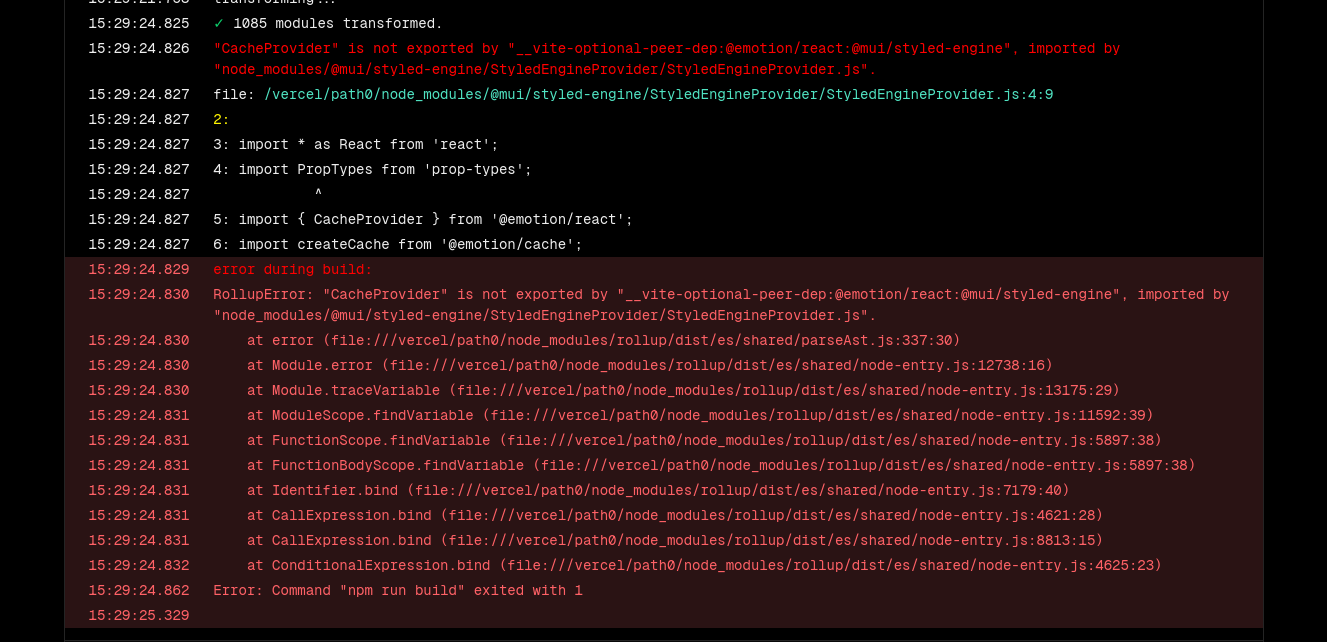 15:29:24.825 ✓ 1085 modules transformed.
15:29:24.826 "CacheProvider" is not exported by "__vite-optional-peer-dep:@emotion/react:@mui/styled-engine", imported by
"node_modules/@mui/styled-engine/StyledEngineProvider/StyledEngineProvider.js".
15:29:24.827 file: /vercel/path0/node_modules/@mui/styled-engine/StyledEngineProvider/StyledEngineProvider.js:4:9
15:29:24.827 2:
15:29:24.827 3: import * as React from 'react';
15:29:24.827 4: import PropTypes from 'prop-types';
15:29:24.827 ^
15:29:24.827 5: import { CacheProvider } from '@emotion/react';
15:29:24.827 6: import createCache from '@emotion/cache';
15:29:24.829 error during build:
15:29:24.830 RollupError: "CacheProvider" is not exported by "__vite-optional-peer-dep:@emotion/react:@mui/styled-engine", imported by
"node_modules/@mui/styled-engine/StyledEngineProvider/StyledEngineProvider.js".
15:29:24.830 at error (file:///vercel/path0/node_modules/rollup/dist/es/shared/parseAst.js:337:30)
15:29:24.830 at Module.error (file:///vercel/path0/node_modules/rollup/dist/es/shared/node-entry.js:12738:16)
15:29:24.830 at Module.traceVariable (file:///vercel/path0/node_modules/rollup/dist/es/shared/node-entry.js:13175:29)
15:29:24.831 at ModuleScope.findVariable (file:///vercel/path0/node_modules/rollup/dist/es/shared/node-entry.js:11592:39)
15:29:24.831 at FunctionScope.findVariable (file:///vercel/path0/node_modules/rollup/dist/es/shared/node-entry.js:5897:38)
15:29:24.831 at FunctionBodyScope.findVariable (file:///vercel/path0/node_modules/rollup/dist/es/shared/node-entry.js:5897:38)
15:29:24.831 at Identifier.bind (file:///vercel/path0/node_modules/rollup/dist/es/shared/node-entry.js:7179:40)
15:29:24.831 at CallExpression.bind (file:///vercel/path0/node_modules/rollup/dist/es/shared/node-entry.js:4621:28)
15:29:24.831 at CallExpression.bind (file:///vercel/path0/node_modules/rollup/dist/es/shared/node-entry.js:8813:15)
15:29:24.832 at ConditionalExpression.bind (file:///vercel/path0/node_modules/rollup/dist/es/shared/node-entry.js:4625:23)
15:29:24.862 Error: Command "npm run build" exited with 1
15:29:25.329